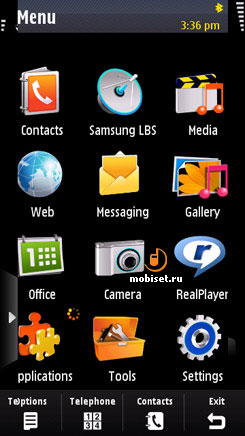 Menu
3:36 pm
Contacts Samsung LBS Media
Web Messaging Gallery
mobiset.ru
Office Camera RealPlayer
pplications Tools Settings
Telephone Contacts Exit